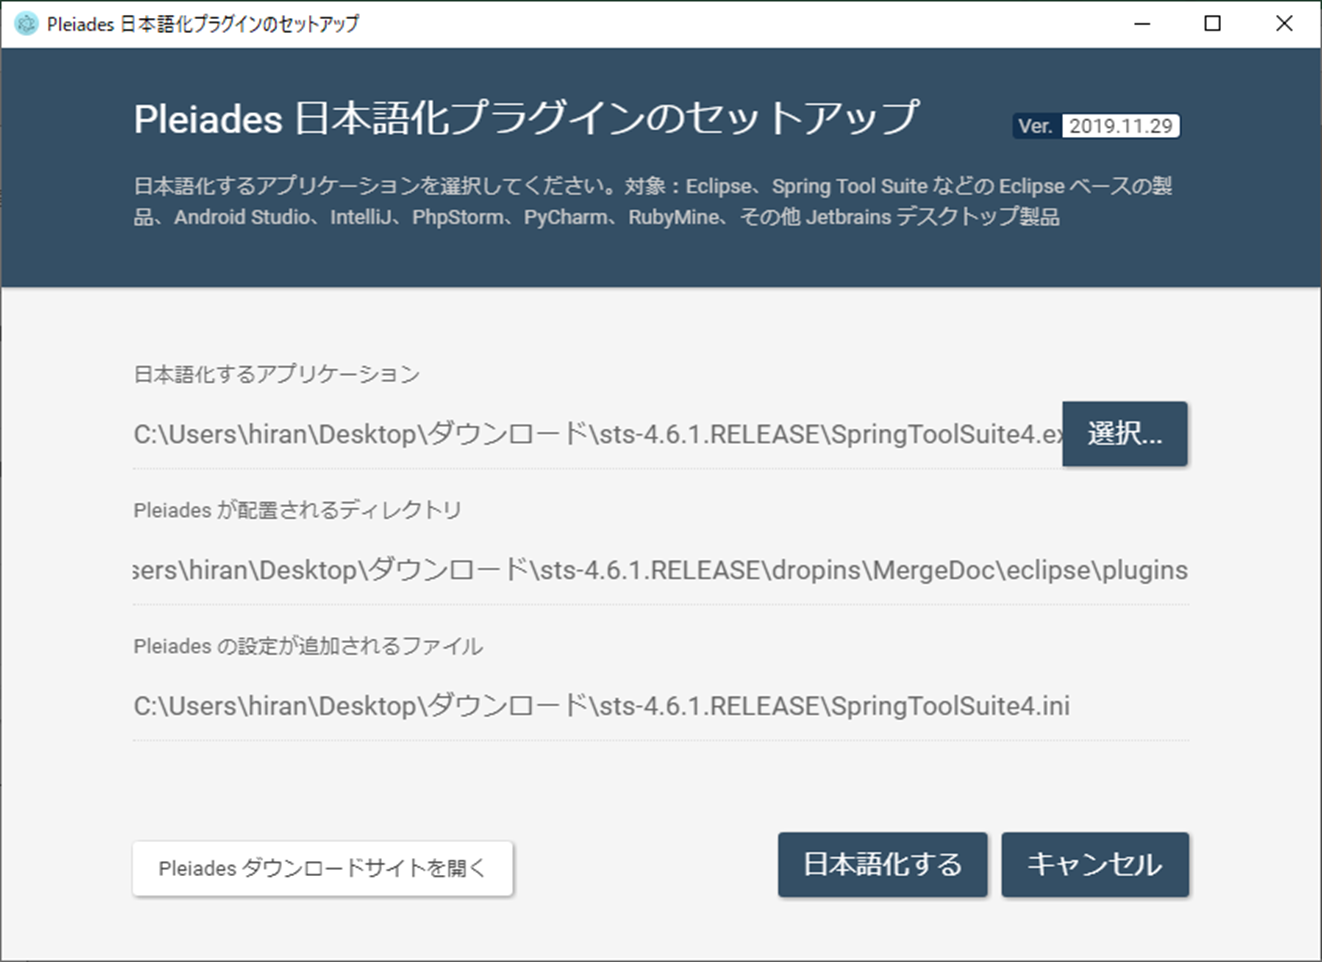 Pleiades 日本語化プラグインのセットアップ
Pleiades 日本語化プラグインのセットアップ
Ver. 2019.11.29
日本語化するアプリケーションを選択してください。対象：Eclipse、Spring Tool Suite などの Eclipse ベースの製
品、Android Studio、IntelliJ、PhpStorm、PyCharm、RubyMine、その他 Jetbrains デスクトップ製品
日本語化するアプリケーション
C:\Users\hiran\Desktop\ダウンロード\sts-4.6.1.RELEASE\SpringToolSuite4.ex
選択...
Pleiades が配置されるディレクトリ
sers\hiran\Desktop\ダウンロード\sts-4.6.1.RELEASE\dropins\MergeDoc\eclipse\plugins
Pleiades の設定が追加されるファイル
C:\Users\hiran\Desktop\ダウンロード\sts-4.6.1.RELEASE\SpringToolSuite4.ini
Pleiades ダウンロードサイトを開く
日本語化する
キャンセル